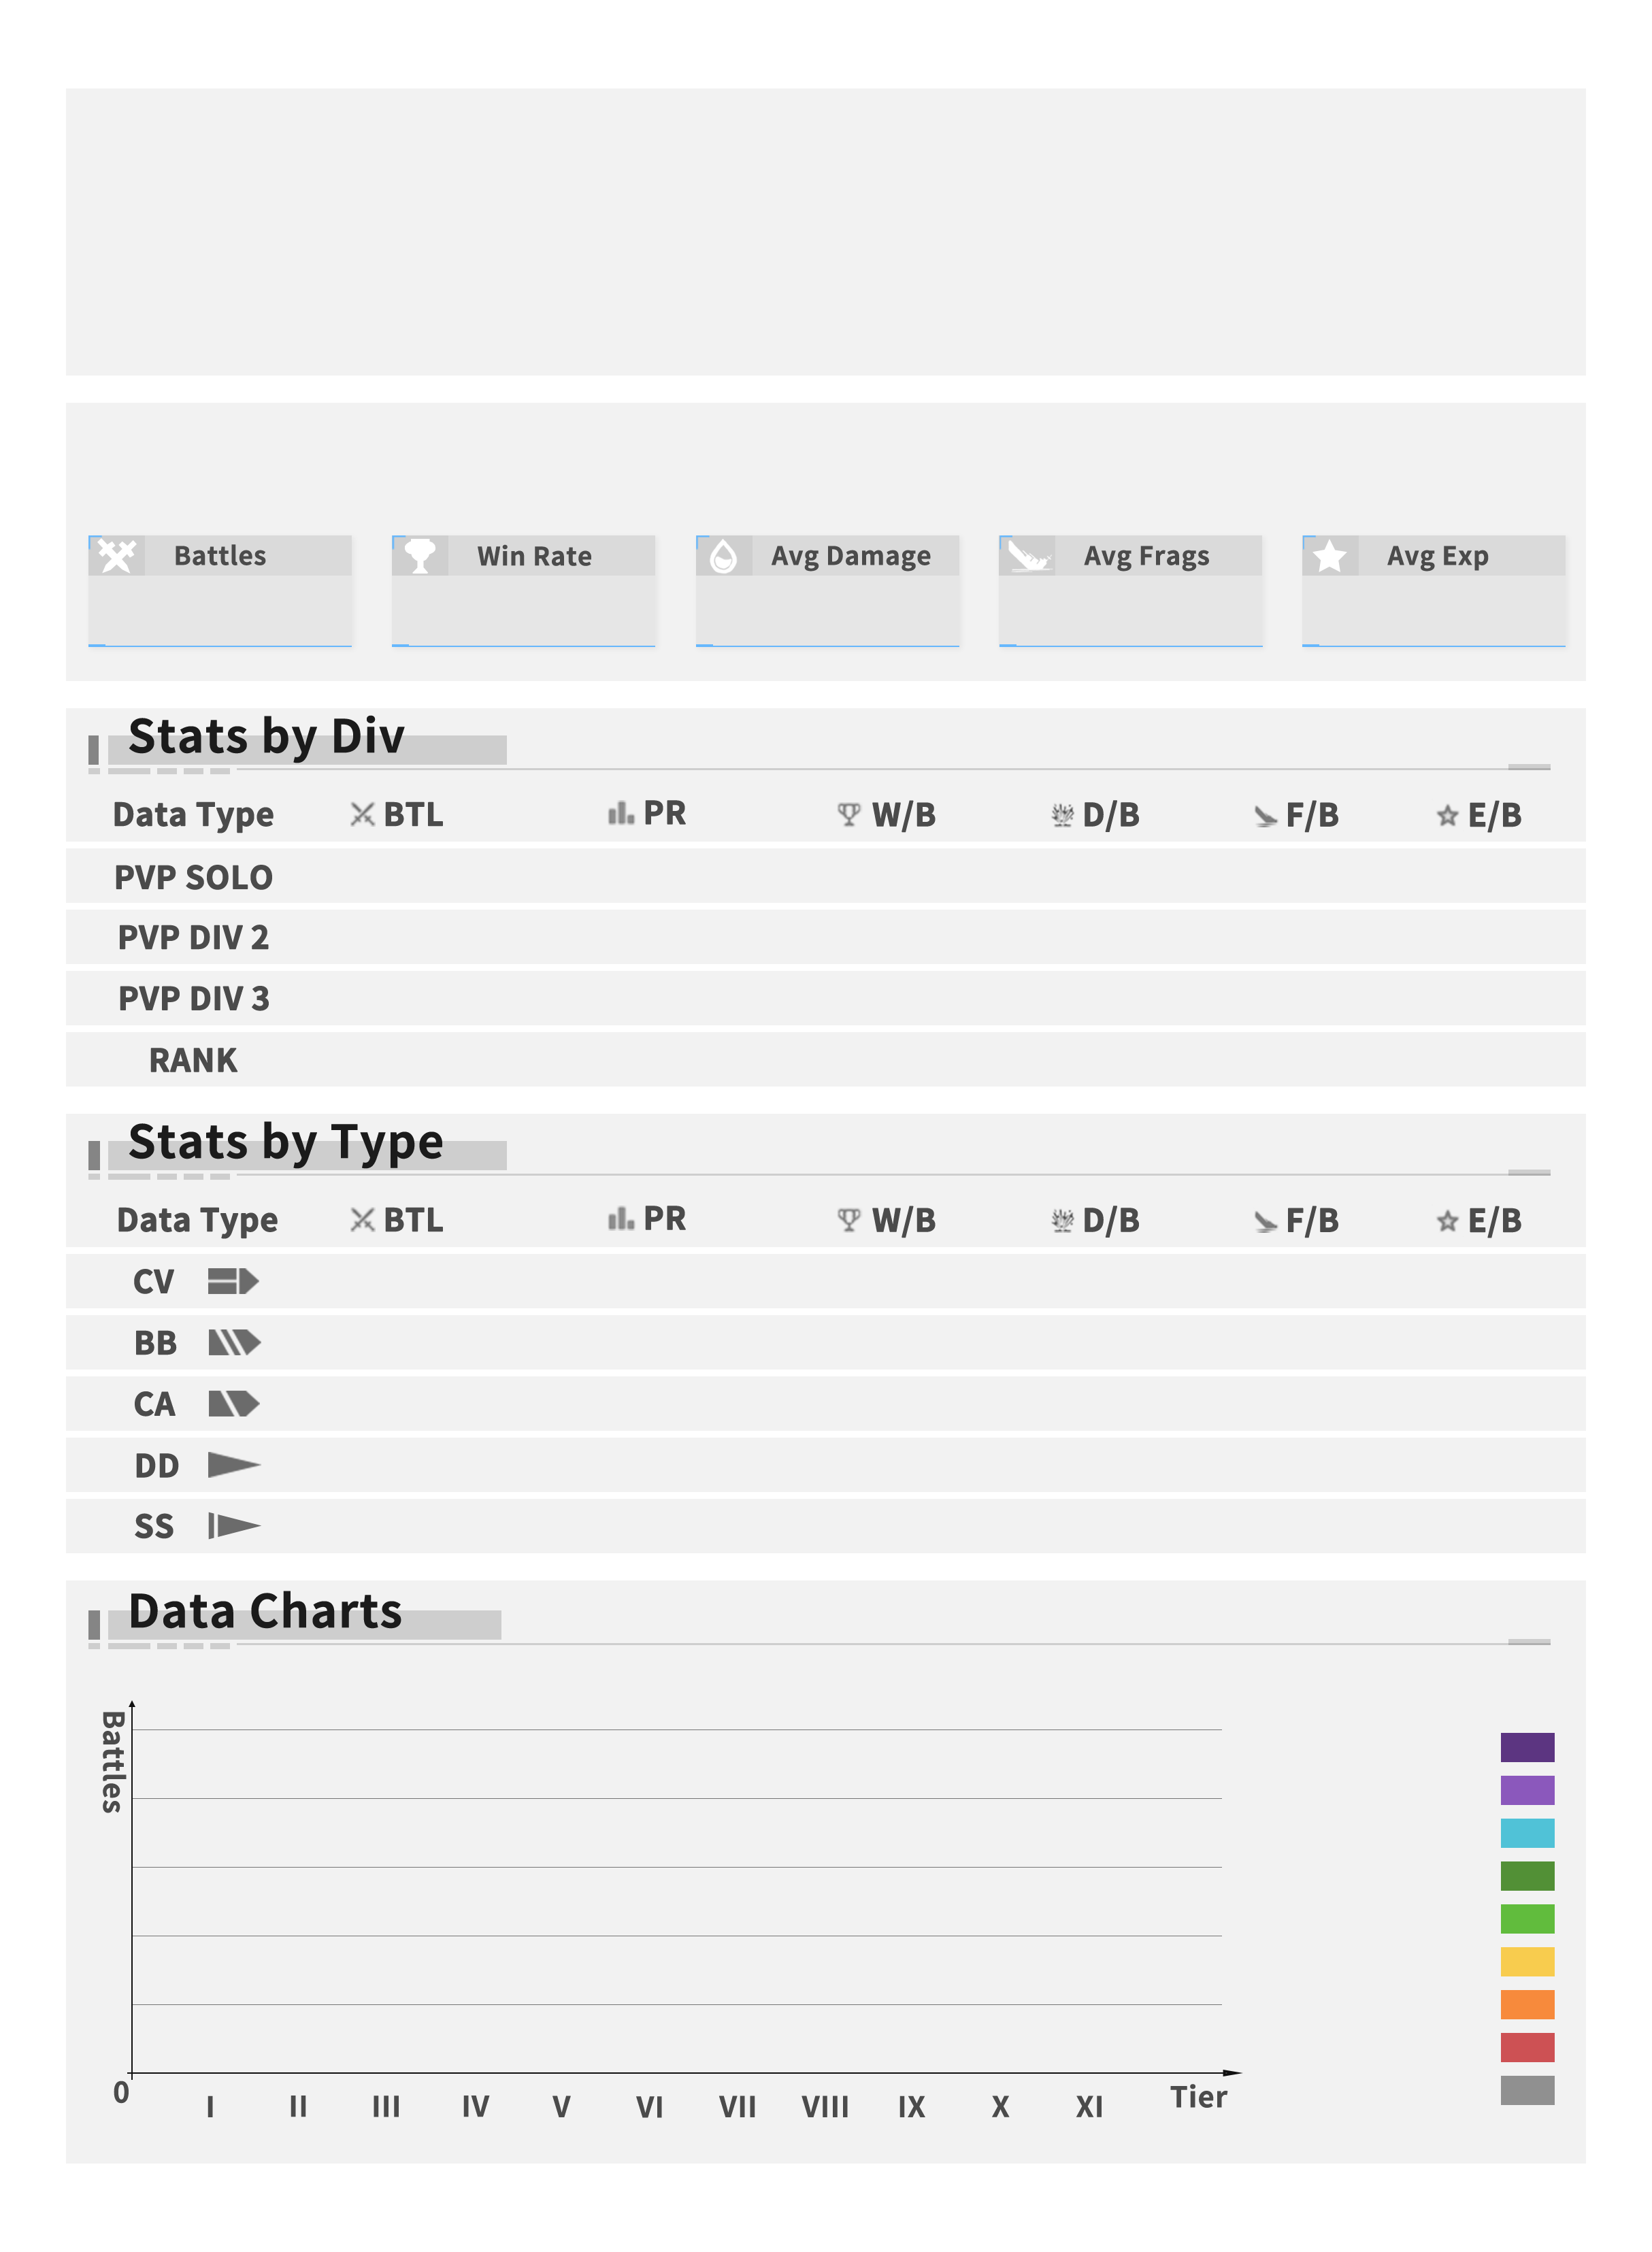 Battles Win Rate Avg Damage Avg Frags Avg Exp
Stats by Div
Data Type BTL PR W/B D/B F/B E/B
PVP SOLO
PVP DIV 2
PVP DIV 3
RANK
Stats by Type
Data Type BTL PR W/B D/B F/B E/B
CV
BB
CA
DD
SS
Data Charts
Battles
0 I II III IV V VI VII VIII IX X XI Tier